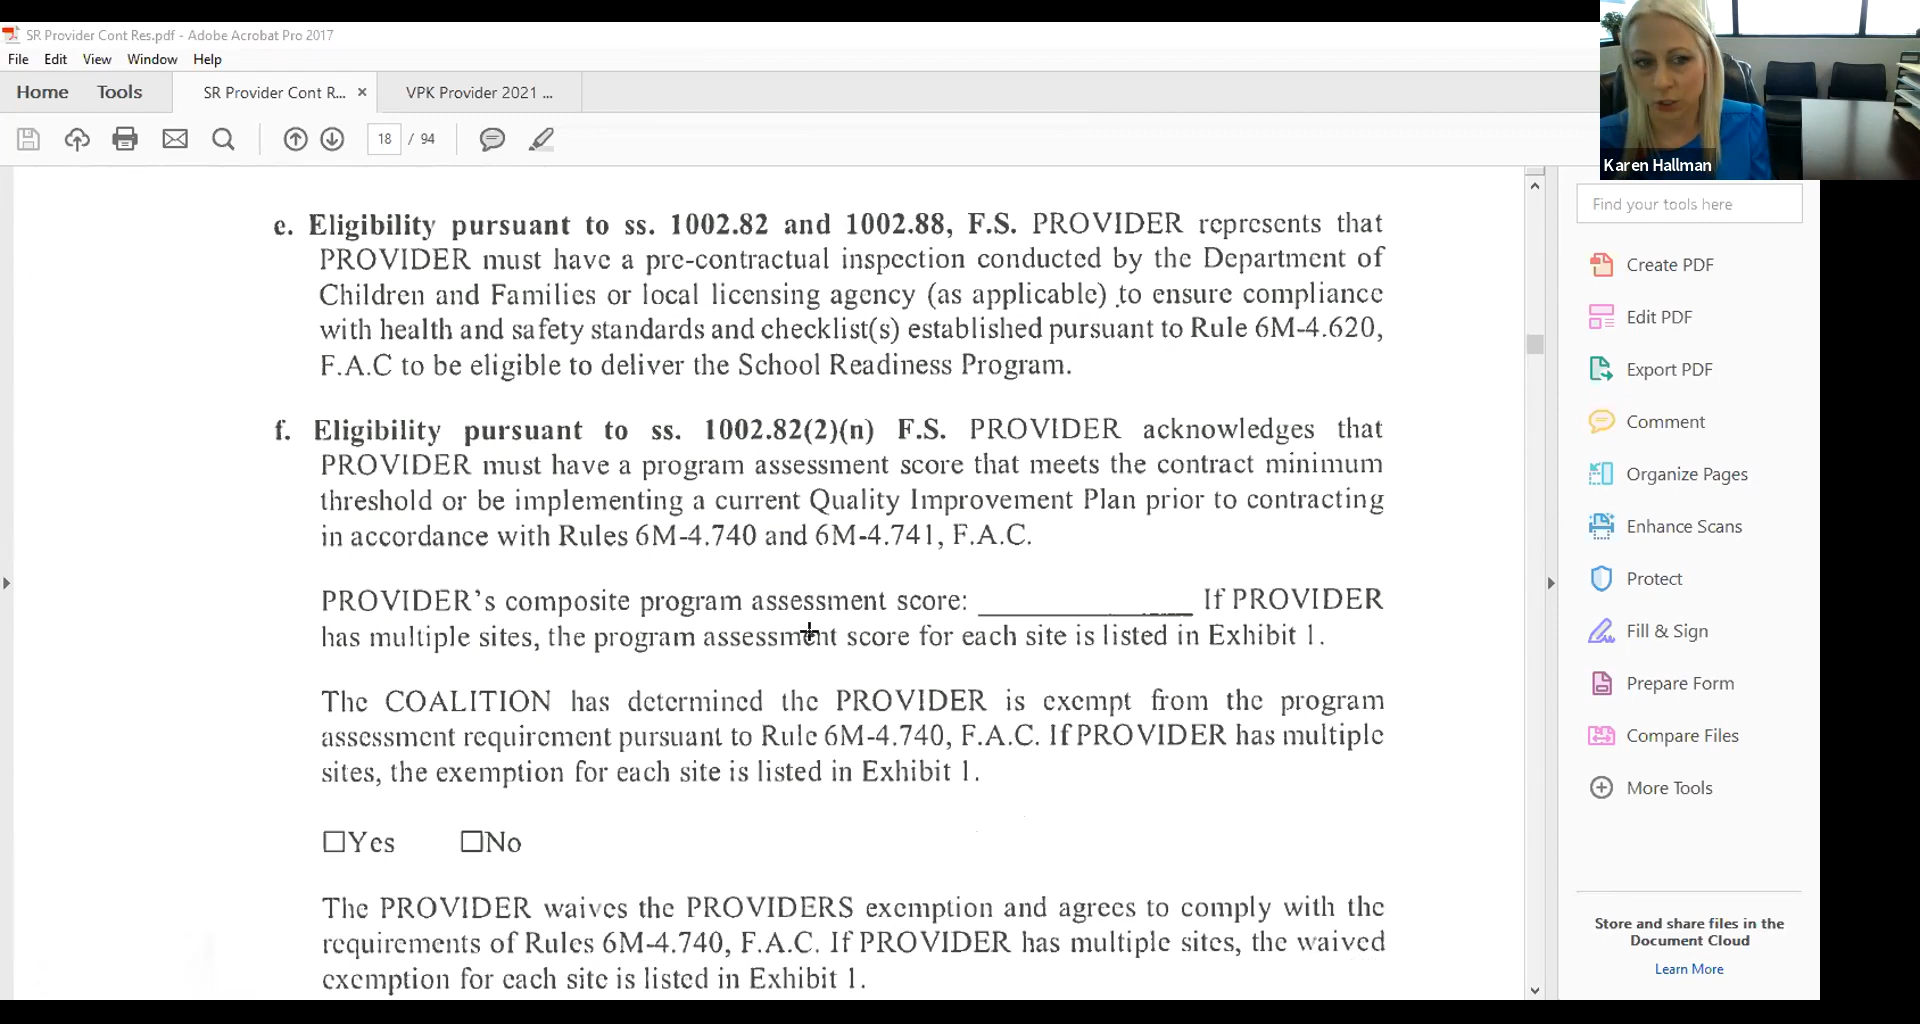 SR Provider Cont Res.pdf - Adobe Acrobat Pro 2017
File Edit View Window Help
Home Tools SR Provider Cont R... × VPK Provider 2021 ...
18 / 94
Karen Hallman
e. Eligibility pursuant to ss. 1002.82 and 1002.88, F.S. PROVIDER represents that
PROVIDER must have a pre-contractual inspection conducted by the Department of
Children and Families or local licensing agency (as applicable) to ensure compliance
with health and safety standards and checklist(s) established pursuant to Rule 6M-4.620,
F.A.C to be eligible to deliver the School Readiness Program.
f. Eligibility pursuant to ss. 1002.82(2)(n) F.S. PROVIDER acknowledges that
PROVIDER must have a program assessment score that meets the contract minimum
threshold or be implementing a current Quality Improvement Plan prior to contracting
in accordance with Rules 6M-4.740 and 6M-4.741, F.A.C.
PROVIDER's composite program assessment score: ________________ If PROVIDER
has multiple sites, the program assessment score for each site is listed in Exhibit 1.
The COALITION has determined the PROVIDER is exempt from the program
assessment requirement pursuant to Rule 6M-4.740, F.A.C. If PROVIDER has multiple
sites, the exemption for each site is listed in Exhibit 1.
☐Yes ☐No
The PROVIDER waives the PROVIDERS exemption and agrees to comply with the
requirements of Rules 6M-4.740, F.A.C. If PROVIDER has multiple sites, the waived
exemption for each site is listed in Exhibit 1.
Find your tools here
Create PDF
Edit PDF
Export PDF
Comment
Organize Pages
Enhance Scans
Protect
Fill & Sign
Prepare Form
Compare Files
More Tools
Store and share files in the
Document Cloud
Learn More